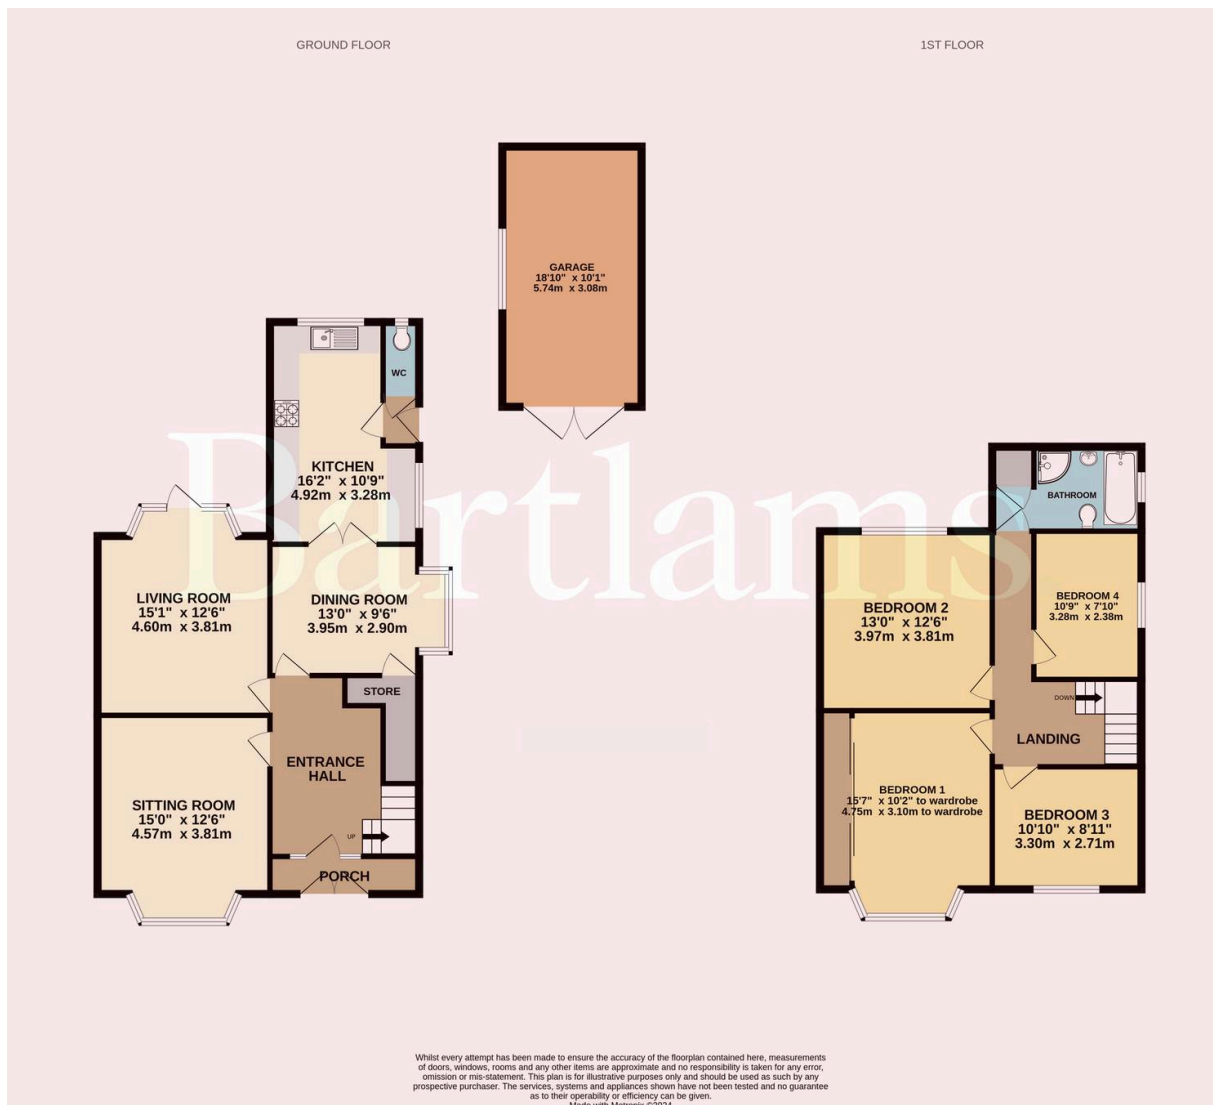 GROUND FLOOR
1ST FLOOR
GARAGE
18'10" x 10'1"
5.74m x 3.08m
WC
KITCHEN
16'2" x 10'9"
4.92m x 3.28m
Bartlams
LIVING ROOM
15'1" x 12'6"
4.60m x 3.81m
DINING ROOM
13'0" x 9'6"
3.95m x 2.90m
STORE
ENTRANCE
HALL
SITTING ROOM
15'0" x 12'6"
4.57m x 3.81m
UP
PORCH
BATHROOM
BEDROOM 2
13'0" x 12'6"
3.97m x 3.81m
BEDROOM 4
10'9" x 7'10"
3.28m x 2.38m
DOWN
LANDING
BEDROOM 1
15'7" x 10'2" to wardrobe
4.75m x 3.10m to wardrobe
BEDROOM 3
10'10" x 8'11"
3.30m x 2.71m
Whilst every attempt has been made to ensure the accuracy of the floorplan contained here, measurements
of doors, windows, rooms and any other items are approximate and no responsibility is taken for any error,
omission or mis-statement. This plan is for illustrative purposes only and should be used as such by any
prospective purchaser. The services, systems and appliances shown have not been tested and no guarantee
as to their operability or efficiency can be given.
Made with Metropix ©2024